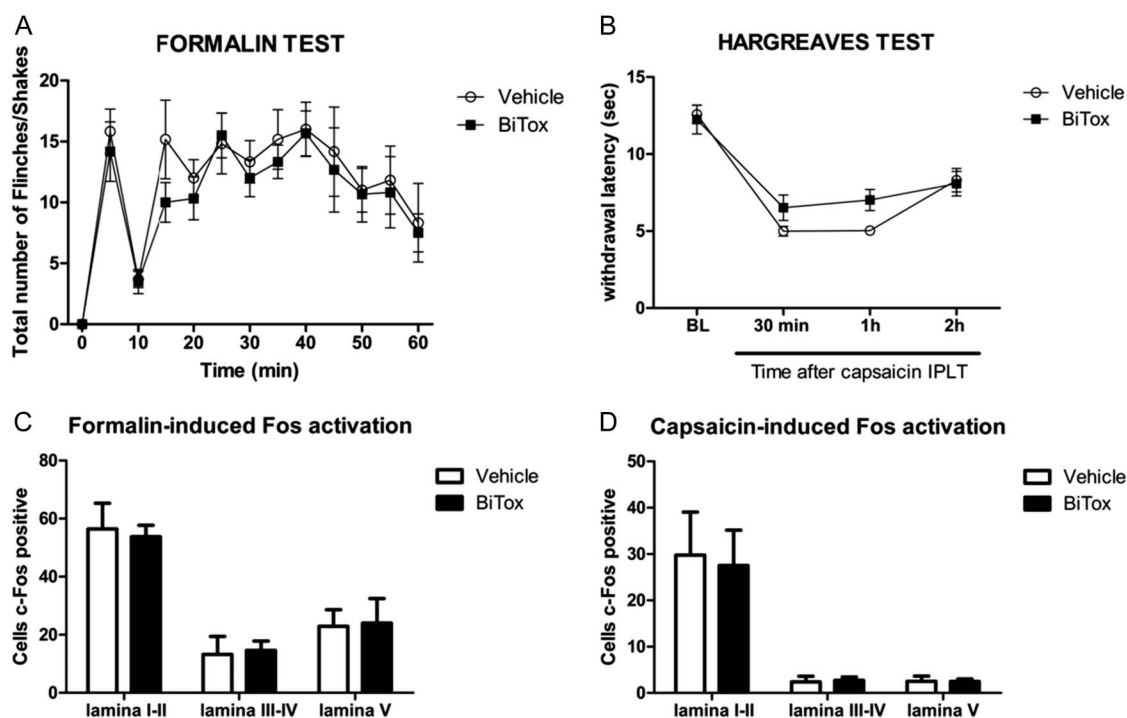 A
FORMALIN TEST
Total number of Flinches/Shakes
20
15
10
5
0
0
10
20
30
40
50
60
Time (min)
Vehicle
BiTox
B
HARGREAVES TEST
withdrawal latency (sec)
15
10
5
0
BL
30 min
1h
2h
Time after capsaicin IPLT
Vehicle
BiTox
C
Formalin-induced Fos activation
Cells c-Fos positive
80
60
40
20
0
lamina I-II
lamina III-IV
lamina V
Vehicle
BiTox
D
Capsaicin-induced Fos activation
Cells c-Fos positive
50
40
30
20
10
0
lamina I-II
lamina III-IV
lamina V
Vehicle
BiTox